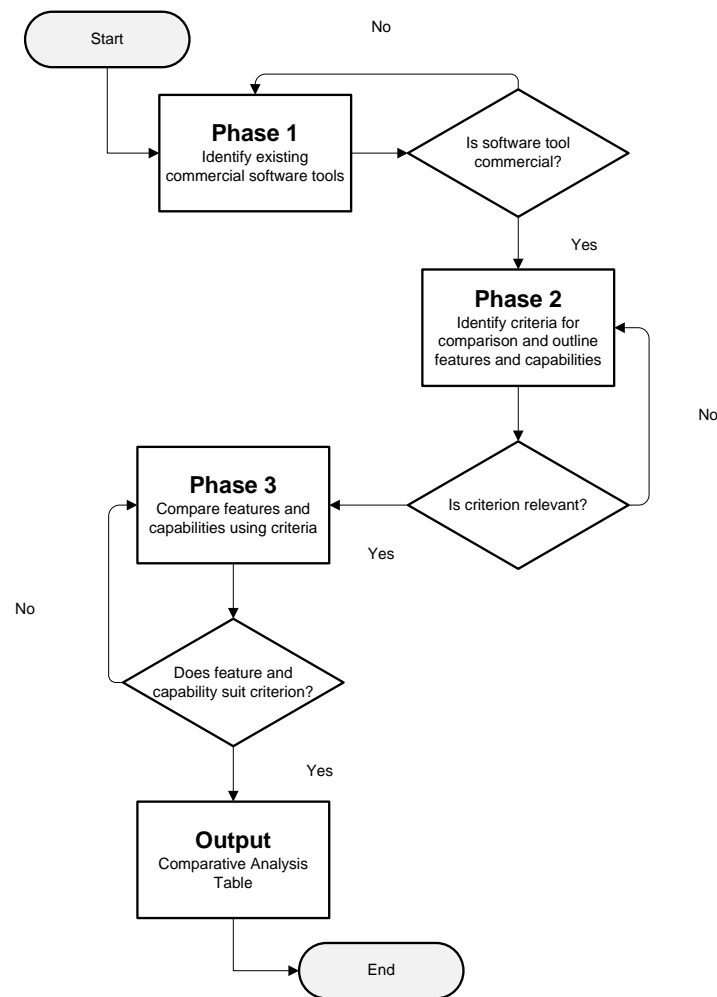 Start
No
Phase 1
Identify existing
commercial software tools
Is software tool
commercial?
Yes
Phase 2
Identify criteria for
comparison and outline
features and capabilities
No
Is criterion relevant?
Yes
Phase 3
Compare features and
capabilities using criteria
No
Does feature and
capability suit criterion?
Yes
Output
Comparative Analysis
Table
End